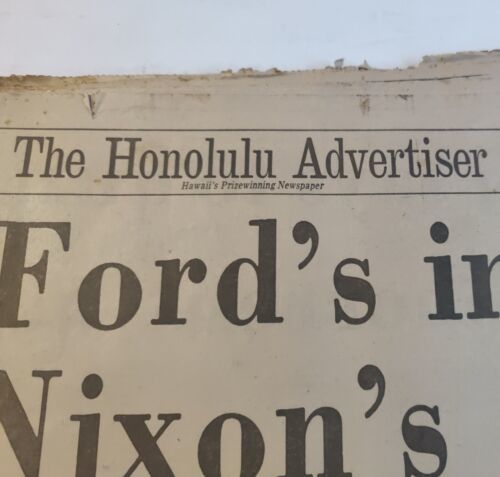 The Honolulu Advertiser
Hawaii's Prizewinning Newspaper
Ford's in
Nixon's